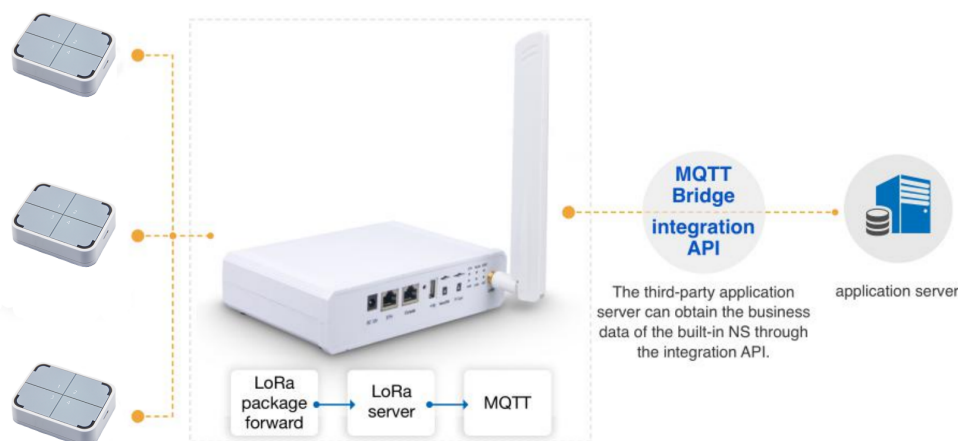 MQTT
Bridge
integration
API
The third-party application
server can obtain the business
data of the built-in NS through
the integration API.
application server
LoRa
package
forward
LoRa
server
MQTT